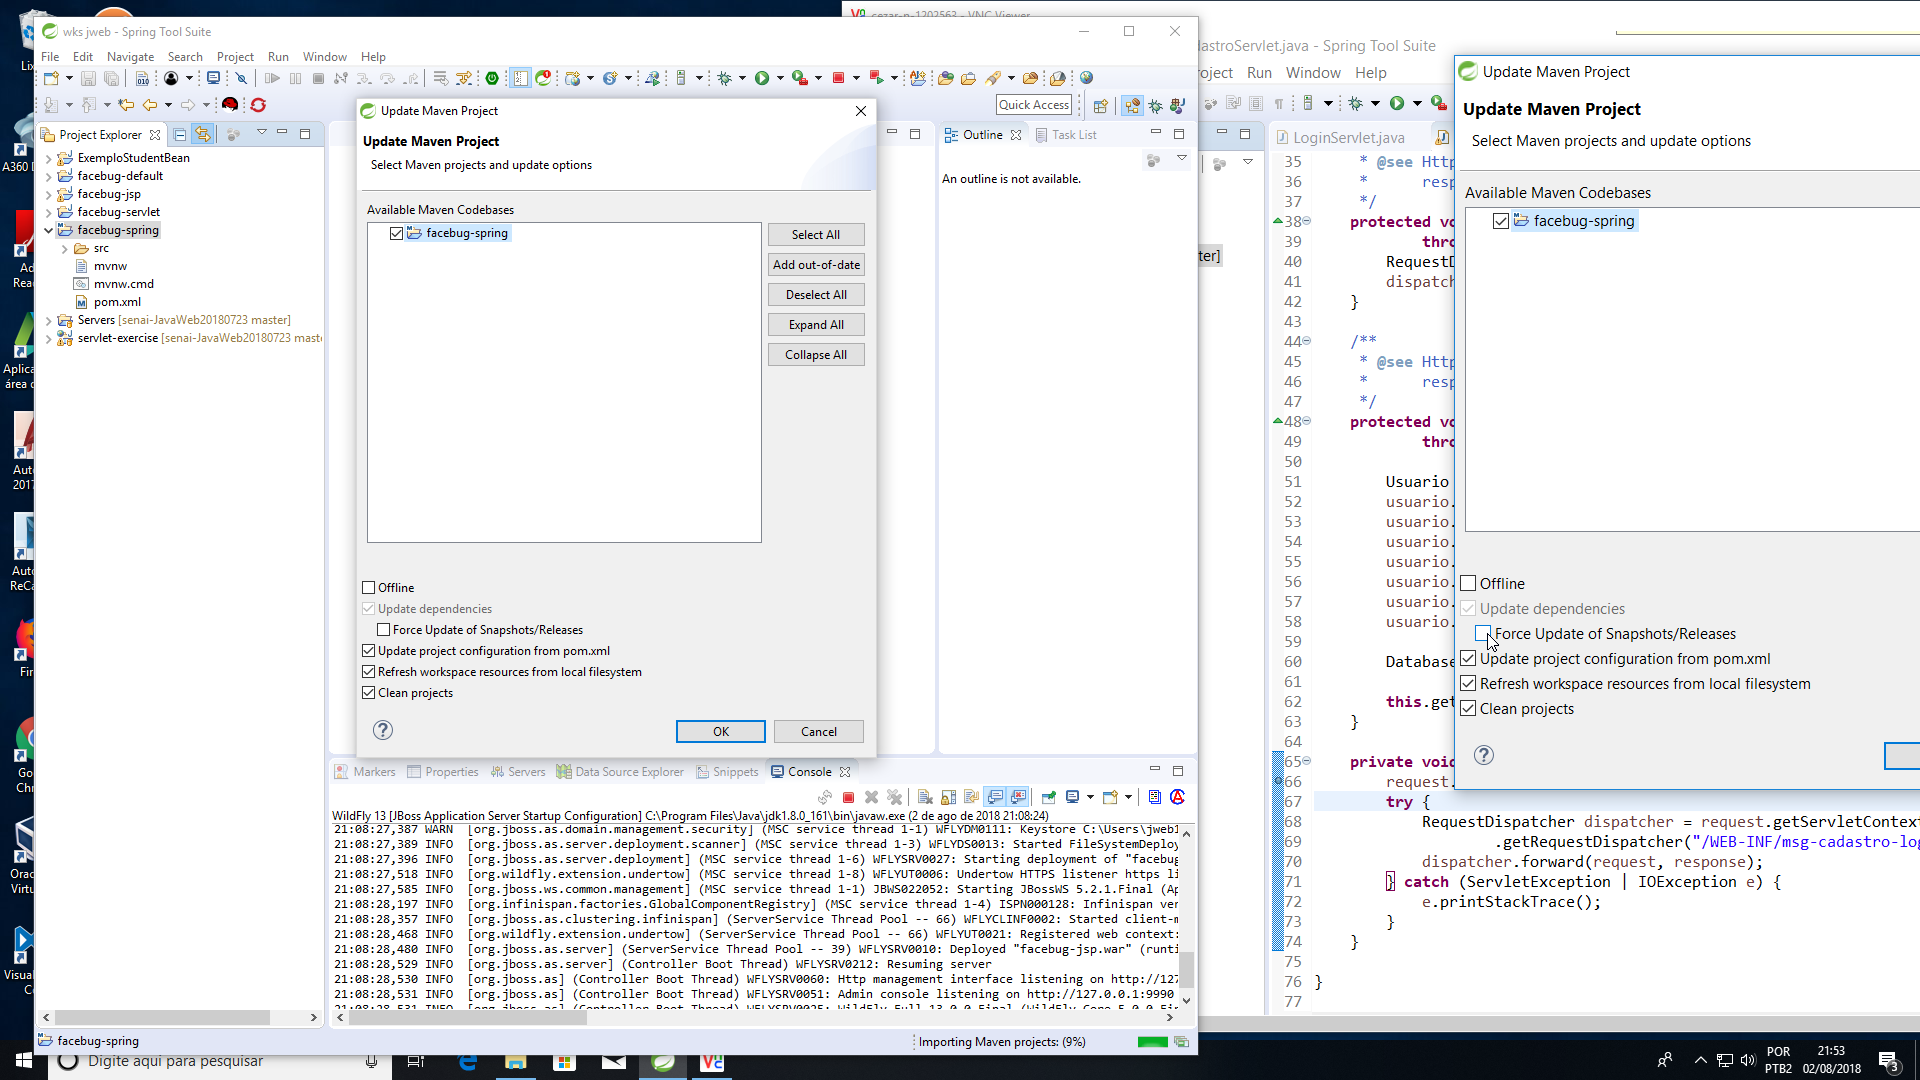 wks jweb - Spring Tool Suite
File Edit Navigate Search Project Run Window Help
Quick Access
Project Explorer
ExemploStudentBean
facebug-default
facebug-jsp
facebug-servlet
facebug-spring
src
mvnw
mvnw.cmd
pom.xml
Servers [senai-JavaWeb20180723 master]
servlet-exercise [senai-JavaWeb20180723 mast
Update Maven Project
Update Maven Project
Select Maven projects and update options
Available Maven Codebases
facebug-spring
Select All
Add out-of-date
Deselect All
Expand All
Collapse All
Offline
Update dependencies
Force Update of Snapshots/Releases
Update project configuration from pom.xml
Refresh workspace resources from local filesystem
Clean projects
OK Cancel
Outline Task List
An outline is not available.
Markers Properties Servers Data Source Explorer Snippets Console
WildFly 13 [JBoss Application Server Startup Configuration] C:\Program Files\Java\jdk1.8.0_161\bin\javaw.exe (2 de ago de 2018 21:08:24)
21:08:27,387 WARN [org.jboss.as.domain.management.security] (MSC service thread 1-1) WFLYDM0111: Keystore C:\Users\jweb1
21:08:27,389 INFO [org.jboss.as.server.deployment.scanner] (MSC service thread 1-3) WFLYDS0013: Started FileSystemDeploy
21:08:27,396 INFO [org.jboss.as.server.deployment] (MSC service thread 1-6) WFLYSRV0027: Starting deployment of "facebug
21:08:27,518 INFO [org.wildfly.extension.undertow] (MSC service thread 1-8) WFLYUT0006: Undertow HTTPS listener https li
21:08:27,585 INFO [org.jboss.ws.common.management] (MSC service thread 1-1) JBWS022052: Starting JBossWS 5.2.1.Final (Ap
21:08:28,197 INFO [org.infinispan.factories.GlobalComponentRegistry] (MSC service thread 1-4) ISPN000128: Infinispan ver
21:08:28,357 INFO [org.jboss.as.clustering.infinispan] (ServerService Thread Pool -- 66) WFLYCLINF0002: Started client-m
21:08:28,468 INFO [org.wildfly.extension.undertow] (ServerService Thread Pool -- 66) WFLYUT0021: Registered web context:
21:08:28,480 INFO [org.jboss.as.server] (ServerService Thread Pool -- 39) WFLYSRV0010: Deployed "facebug-jsp.war" (runti
21:08:28,529 INFO [org.jboss.as.server] (Controller Boot Thread) WFLYSRV0212: Resuming server
21:08:28,530 INFO [org.jboss.as] (Controller Boot Thread) WFLYSRV0060: Http management interface listening on http://127
21:08:28,531 INFO [org.jboss.as] (Controller Boot Thread) WFLYSRV0051: Admin console listening on http://127.0.0.1:9990
facebug-spring
Importing Maven projects: (9%)
dastroServlet.java - Spring Tool Suite
oject Run Window Help
ter]
LoginServlet.java
35 * @see Htt
36 * resp
37 */
38 protected vo
39 thro
40 RequestD
41 dispatch
42 }
43
44 /**
45 * @see Htt
46 * resp
47 */
48 protected vo
49 thro
50
51 Usuario
52 usuario.
53 usuario.
54 usuario.
55 usuario.
56 usuario.
57 usuario.
58 usuario.
59
60 Database
61
62 this.get
63 }
64
65 private void
66 request.
67 try {
68 RequestDispatcher dispatcher = request.getServletContext
69 .getRequestDispatcher("/WEB-INF/msg-cadastro-log
70 dispatcher.forward(request, response);
71 } catch (ServletException | IOException e) {
72 e.printStackTrace();
73 }
74 }
75
76 }
77
Update Maven Project
Update Maven Project
Select Maven projects and update options
Available Maven Codebases
facebug-spring
Offline
Update dependencies
Force Update of Snapshots/Releases
Update project configuration from pom.xml
Refresh workspace resources from local filesystem
Clean projects
A360
Aplica
área
2017
Digite aqui para pesquisar
POR
PTB2
21:53
02/08/2018
3